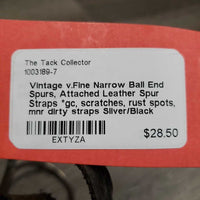 The Tack Collector
1003189-7
Vintage v.Fine Narrow Ball End
Spurs, Attached Leather Spur
Straps *gc, scratches, rust spots,
mnr dirty straps Silver/Black
$28.50
EXTYZA